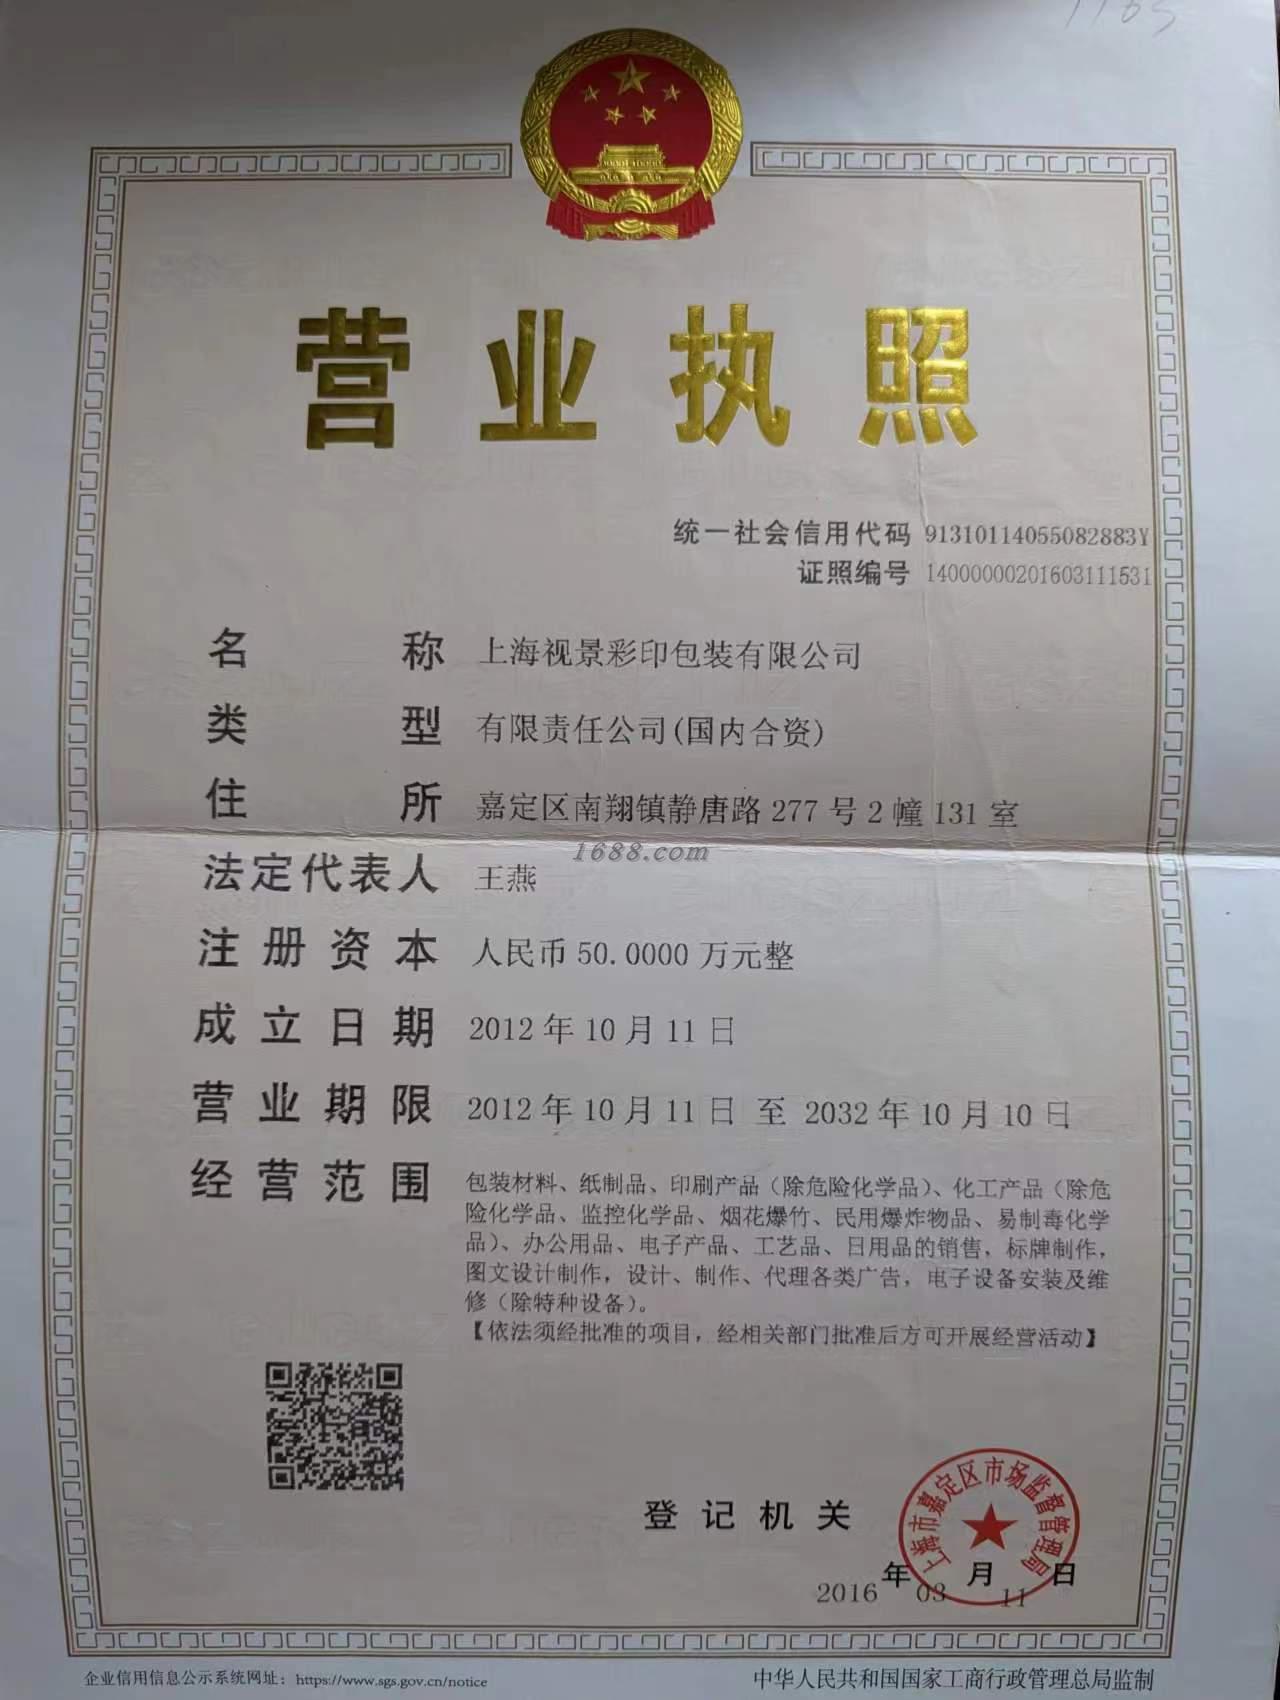 1165
营业执照
统一社会信用代码 91310114055082883Y
证照编号 14000000201603111531
名称 上海视景彩印包装有限公司
类型 有限责任公司(国内合资)
住所 嘉定区南翔镇静唐路277号2幢131室
1688.com
法定代表人 王燕
注册资本 人民币50.0000万元整
成立日期 2012年10月11日
营业期限 2012年10月11日 至 2032年10月10日
经营范围 包装材料、纸制品、印刷产品（除危险化学品）、化工产品（除危
险化学品、监控化学品、烟花爆竹、民用爆炸物品、易制毒化学
品）、办公用品、电子产品、工艺品、日用品的销售，标牌制作，
图文设计制作，设计、制作、代理各类广告，电子设备安装及维
修（除特种设备）。
【依法须经批准的项目，经相关部门批准后方可开展经营活动】
登记机关
上海市嘉定区市场监督管理局
2016年03月11日
企业信用信息公示系统网址：https://www.sgs.gov.cn/notice
中华人民共和国国家工商行政管理总局监制